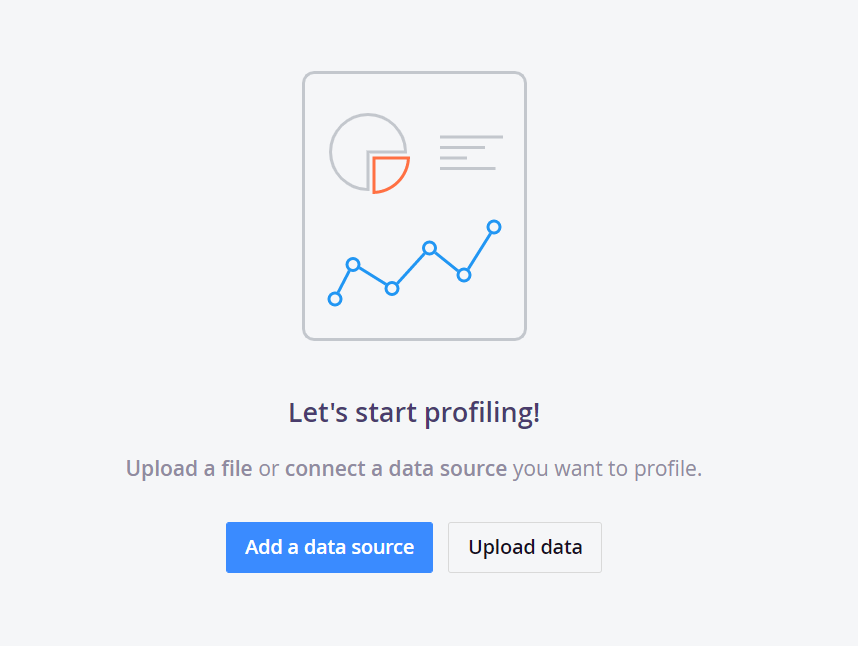 Let's start profiling!
Upload a file or connect a data source you want to profile.
Add a data source
Upload data